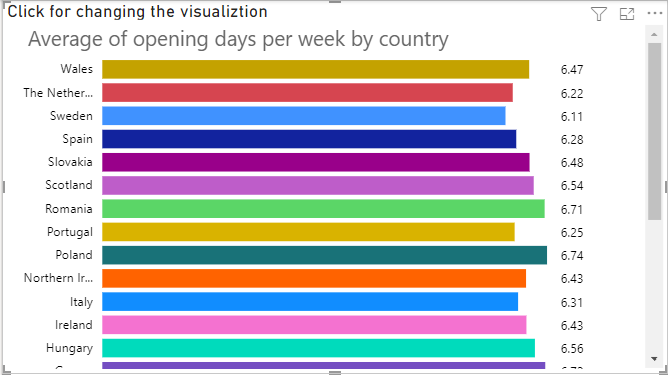 Click for changing the visualiztion
Average of opening days per week by country
Wales 6.47
The Nether... 6.22
Sweden 6.11
Spain 6.28
Slovakia 6.48
Scotland 6.54
Romania 6.71
Portugal 6.25
Poland 6.74
Northern Ir... 6.43
Italy 6.31
Ireland 6.43
Hungary 6.56